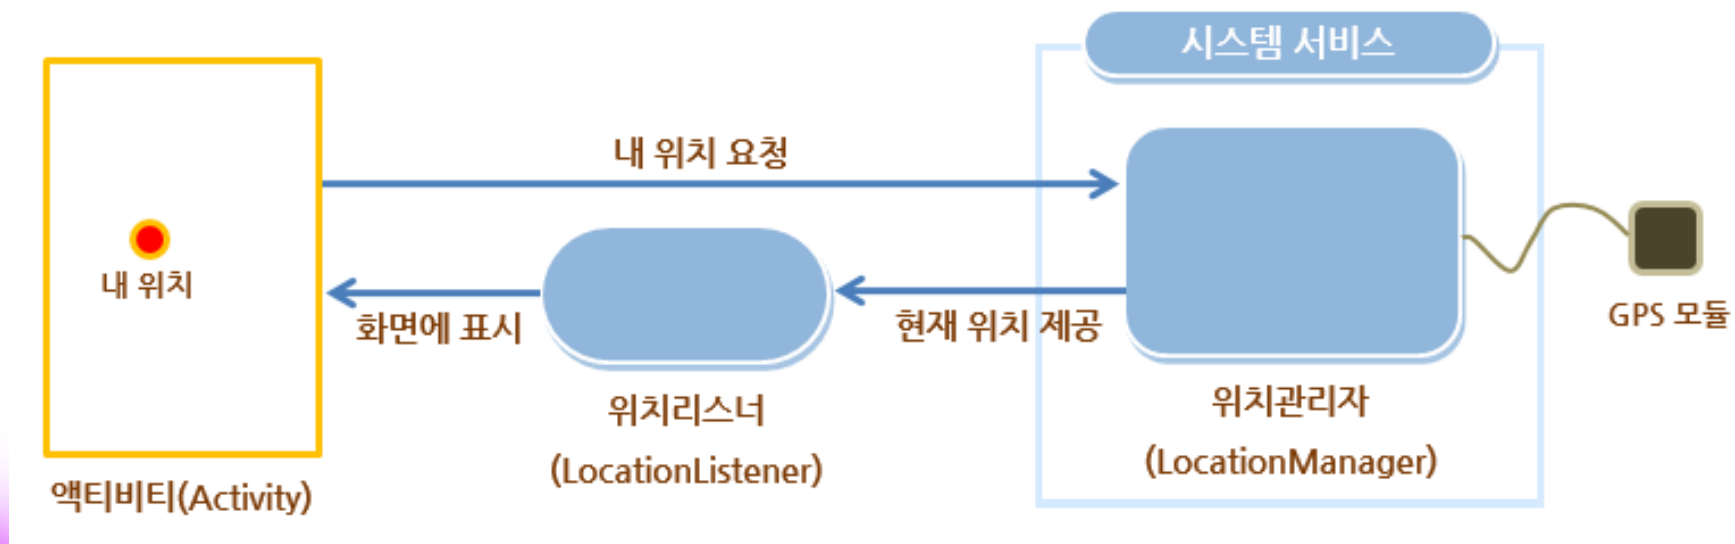 시스템 서비스
내 위치 요청
내 위치
화면에 표시
현재 위치 제공
GPS 모듈
위치리스너
(LocationListener)
위치관리자
(LocationManager)
액티비티(Activity)